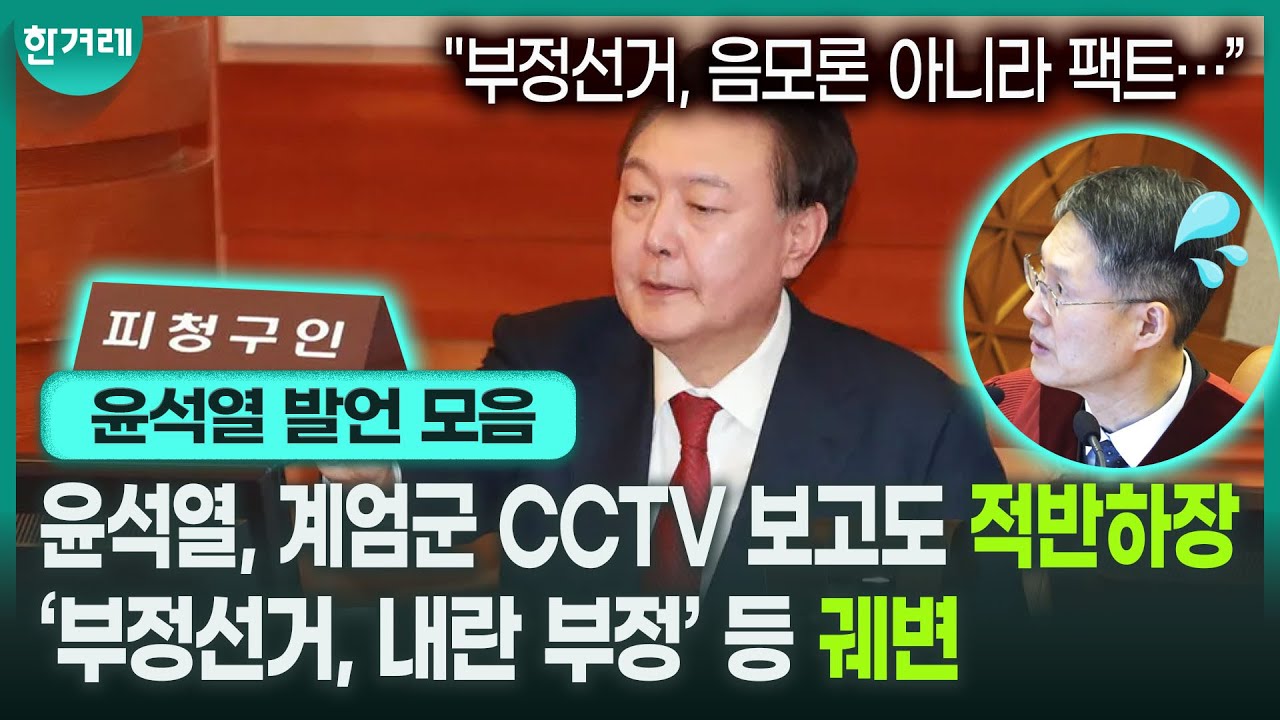 한겨레
"부정선거, 음모론 아니라 팩트…”
피청구인
윤석열 발언 모음
윤석열, 계엄군 CCTV 보고도 적반하장
‘부정선거, 내란 부정’ 등 궤변